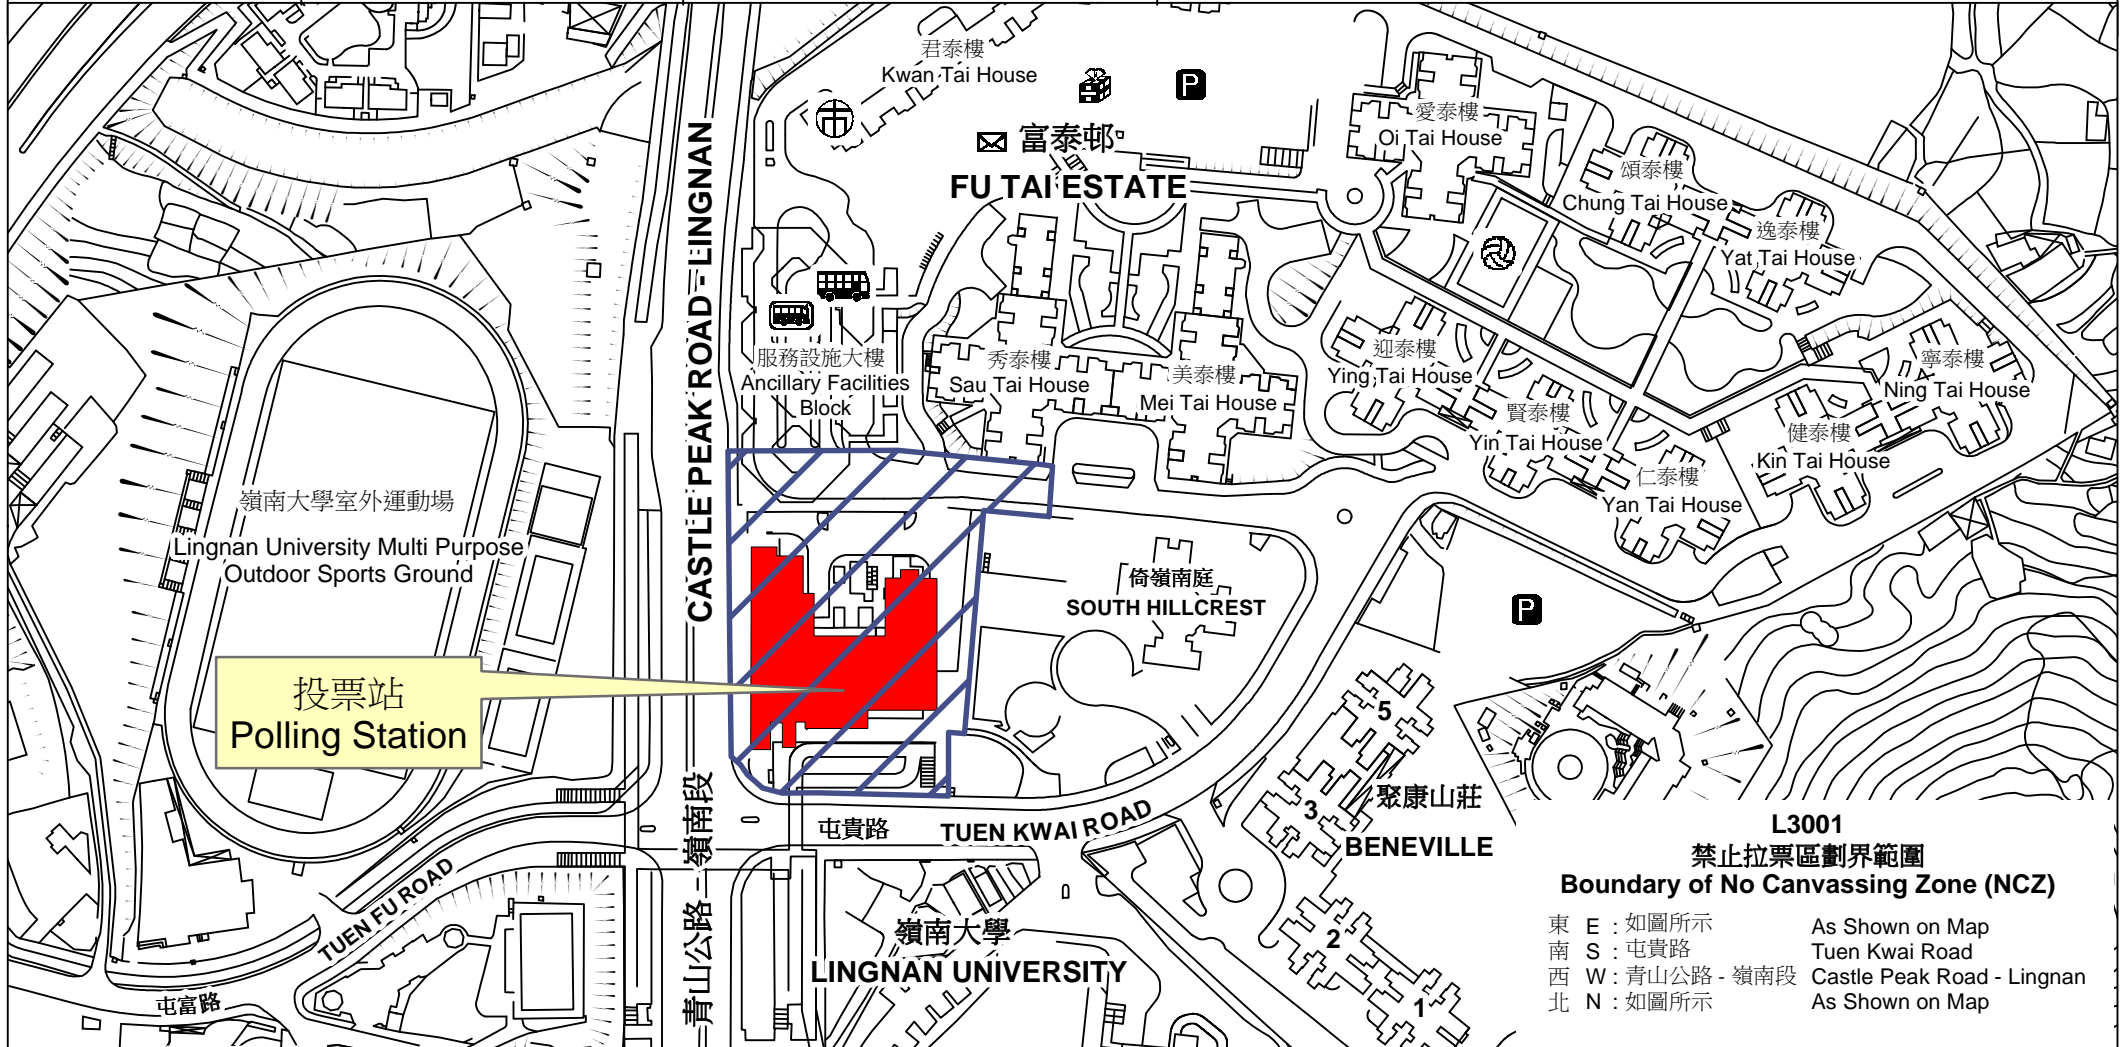 君泰樓
Kwan Tai House
P
富泰邨
FU TAI ESTATE
愛泰樓
Oi Tai House
頌泰樓
Chung Tai House
逸泰樓
Yat Tai House
服務設施大樓
Ancillary Facilities
Block
秀泰樓
Sau Tai House
美泰樓
Mei Tai House
迎泰樓
Ying Tai House
賢泰樓
Yin Tai House
寧泰樓
Ning Tai House
健泰樓
Kin Tai House
仁泰樓
Yan Tai House
CASTLE PEAK ROAD - LINGNAN
青山公路-嶺南段
嶺南大學室外運動場
Lingnan University Multi Purpose
Outdoor Sports Ground
倚嶺南庭
SOUTH HILLCREST
P
投票站
Polling Station
5
3
2
1
聚康山莊
BENEVILLE
屯貴路
TUEN KWAI ROAD
TUEN FU ROAD
屯富路
嶺南大學
LINGNAN UNIVERSITY
L3001
禁止拉票區劃界範圍
Boundary of No Canvassing Zone (NCZ)
東 E : 如圖所示 As Shown on Map
南 S : 屯貴路 Tuen Kwai Road
西 W : 青山公路 - 嶺南段 Castle Peak Road - Lingnan
北 N : 如圖所示 As Shown on Map